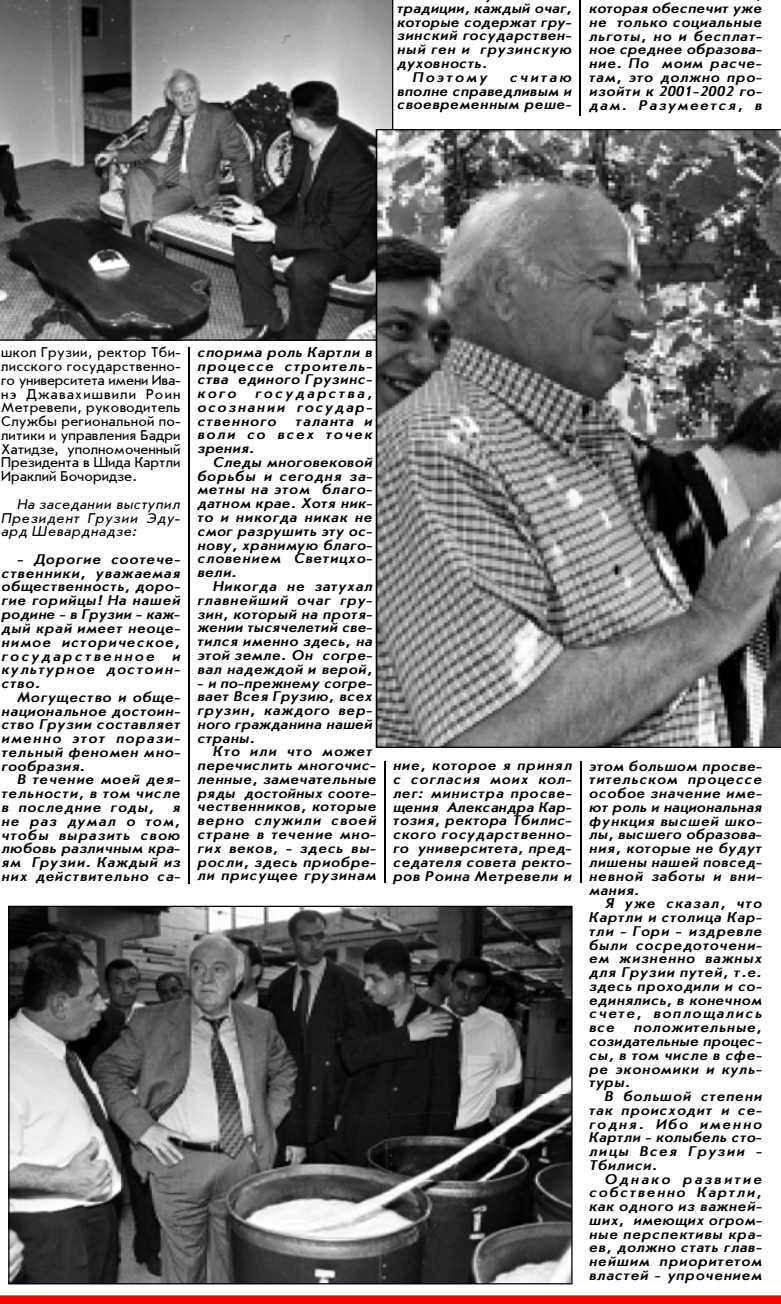 школ Грузии, ректор Тби-
лисского государственно-
го университета имени Ива-
нэ Джавахишвили Роин
Метревели, руководитель
Службы региональной по-
литики и управления Бадри
Хатидзе, уполномоченный
Президента в Шида Картли
Ираклий Бочоридзе.
На заседании выступил
Президент Грузии Эду-
ард Шеварднадзе:
- Дорогие соотече-
ственники, уважаемая
общественность, доро-
гие горийцы! На нашей
родине - в Грузии - каж-
дый край имеет неоце-
нимое историческое,
государственное и
культурное достоин-
ство.
Могущество и обще-
национальное достоин-
ство Грузии составляет
именно этот порази-
тельный феномен мно-
гообразия.
В течение моей дея-
тельности, в том числе
в последние годы, я
не раз думал о том,
чтобы выразить свою
любовь различным кра-
ям Грузии. Каждый из
них действительно са-
спорима роль Картли в
процессе строитель-
ства единого Грузинс-
кого государства,
осознании государ-
ственного таланта и
воли со всех точек
зрения.
Следы многовековой
борьбы и сегодня за-
метны на этом благо-
датном крае. Хотя ник-
то и никогда никак не
смог разрушить эту ос-
нову, хранимую благо-
словением Светицхо-
вели.
Никогда не затухал
главнейший очаг гру-
зин, который на протя-
жении тысячелетий све-
тился именно здесь, на
этой земле. Он согре-
вал надеждой и верой,
- и по-прежнему согре-
вает Всея Грузию, всех
грузин, каждого вер-
ного гражданина нашей
страны.
Кто или что может
перечислить многочис-
ленные, замечательные
ряды достойных сооте-
чественников, которые
верно служили своей
стране в течение мно-
гих веков, - здесь вы-
росли, здесь приобре-
ли присущее грузинам
традиции, каждый очаг,
которые содержат гру-
зинский государствен-
ный ген и грузинскую
духовность.
Поэтому считаю
вполне справедливым и
своевременным реше-
ние, которое я принял
с согласия моих кол-
лег: министра просве-
щения Александра Кар-
тозия, ректора Тбилис-
ского государственно-
го университета, пред-
седателя совета ректо-
ров Роина Метревели и
которая обеспечит уже
не только социальные
льготы, но и бесплат-
ное среднее образова-
ние. По моим расче-
там, это должно про-
изойти к 2001-2002 го-
дам. Разумеется, в
этом большом просве-
тительском процессе
особое значение име-
ют роль и национальная
функция высшей шко-
лы, высшего образова-
ния, которые не будут
лишены нашей повсед-
невной заботы и вни-
мания.
Я уже сказал, что
Картли и столица Кар-
тли - Гори - издревле
были сосредоточени-
ем жизненно важных
для Грузии путей, т.е.
здесь проходили и со-
единялись, в конечном
счете, воплощались
все положительные,
созидательные процес-
сы, в том числе в сфе-
ре экономики и куль-
туры.
В большой степени
так происходит и се-
годня. Ибо именно
Картли - колыбель сто-
лицы Всея Грузии -
Тбилиси.
Однако развитие
собственно Картли,
как одного из важней-
ших, имеющих огром-
ные перспективы кра-
ев, должно стать глав-
нейшим приоритетом
властей - упрочением